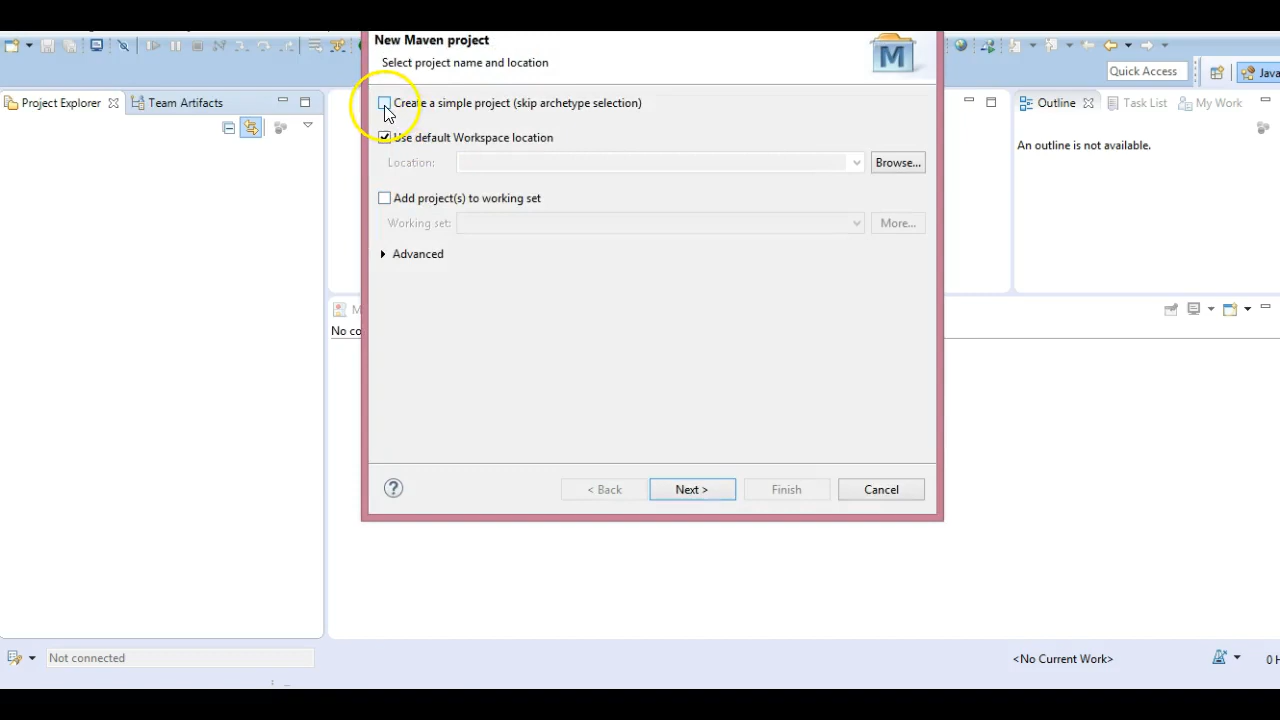 New Maven project
Select project name and location
M
Quick Access
Java
Project Explorer
Team Artifacts
Create a simple project (skip archetype selection)
Outline
Task List
My Work
Use default Workspace location
An outline is not available.
Location:
Browse...
Add project(s) to working set
Working set:
More...
Advanced
M
No co
?
< Back
Next >
Finish
Cancel
Not connected
<No Current Work>
0